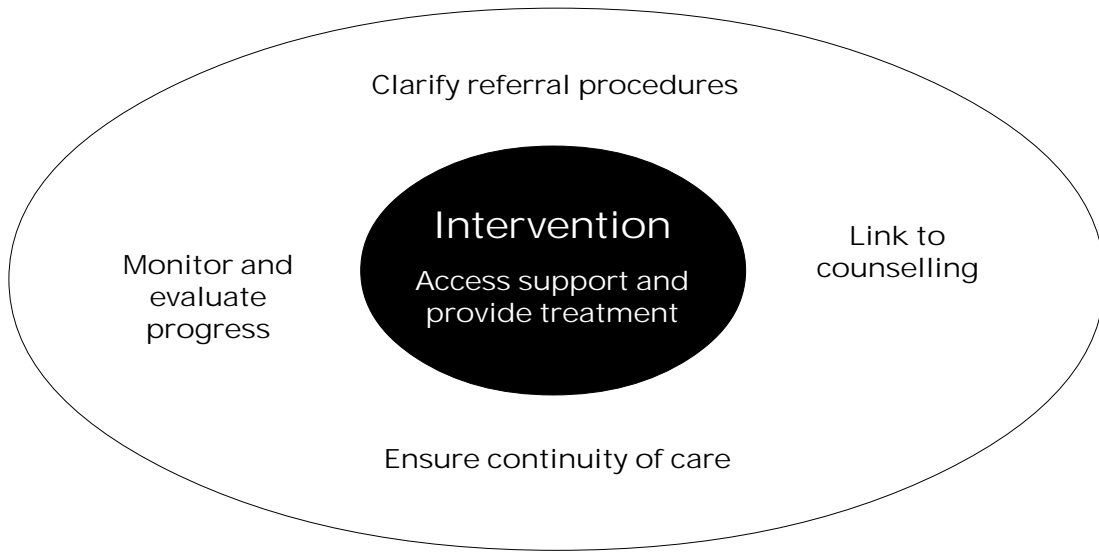 Clarify referral procedures
Intervention
Access support and
provide treatment
Link to
counselling
Monitor and
evaluate
progress
Ensure continuity of care